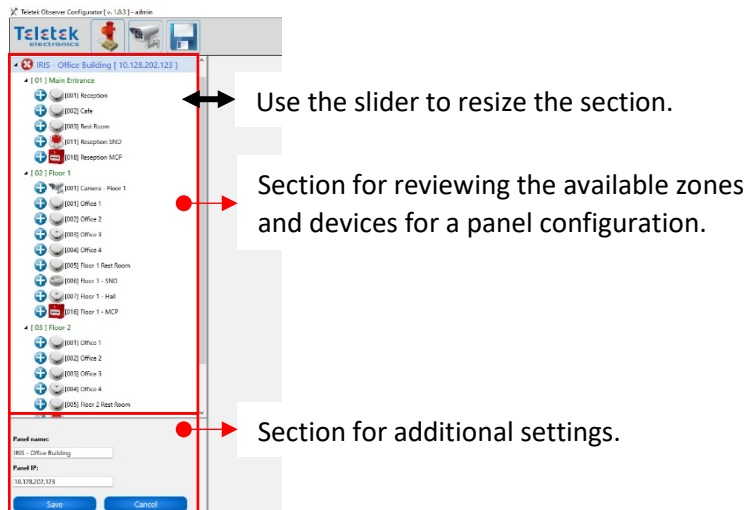 Teletek Observer Configurator [ v. 1.0.3 ] - admin
Teletek
electronics
IRIS - Office Building [ 10.128.202.123 ]
[ 01 ] Main Entrance
[001] Reception
[002] Cafe
[003] Rest Room
[011] Reseption SND
[018] Reseption MCP
[ 02 ] Floor 1
[001] Camera - Floor 1
[001] Office 1
[002] Office 2
[003] Office 3
[004] Office 4
[005] Floor 1 Rest Room
[006] Floor 1 - SND
[007] Floor 1 - Hall
[016] Floor 1 - MCP
[ 03 ] Floor 2
[001] Office 1
[002] Office 2
[003] Office 3
[004] Office 4
[005] Floor 2 Rest Room
Panel name:
IRIS - Office Building
Panel IP:
10.128.202.123
Save Cancel
Use the slider to resize the section.
Section for reviewing the available zones
and devices for a panel configuration.
Section for additional settings.